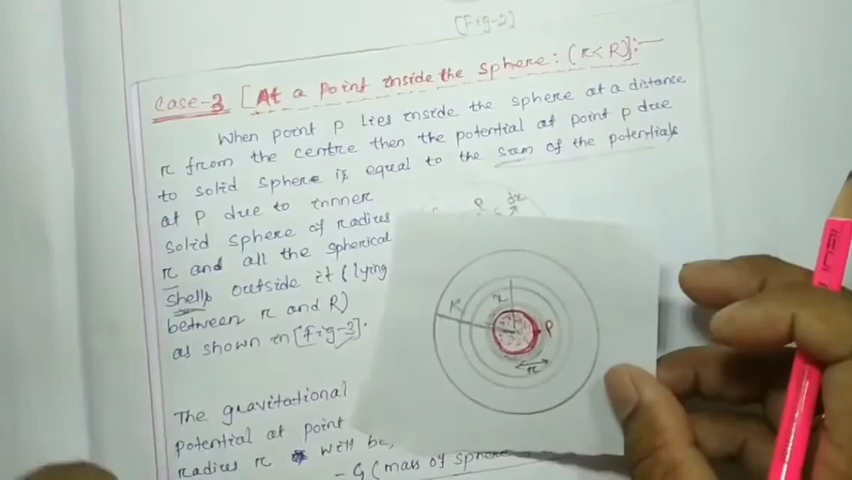 [Fig-2]
Case-3 [At a point inside the sphere: (r<R)]:-
When point P lies inside the sphere at a distance
r from the centre then the potential at point P due
to solid sphere is equal to the sum of the potentials
at P due to inner
solid sphere of radius
r and all the spherical
shells outside it (lying
between r and R)
as shown in [Fig-3].
P
dx
R
x
P
r
The gravitational
potential at point
radius r will be,
- G (mass of sphere